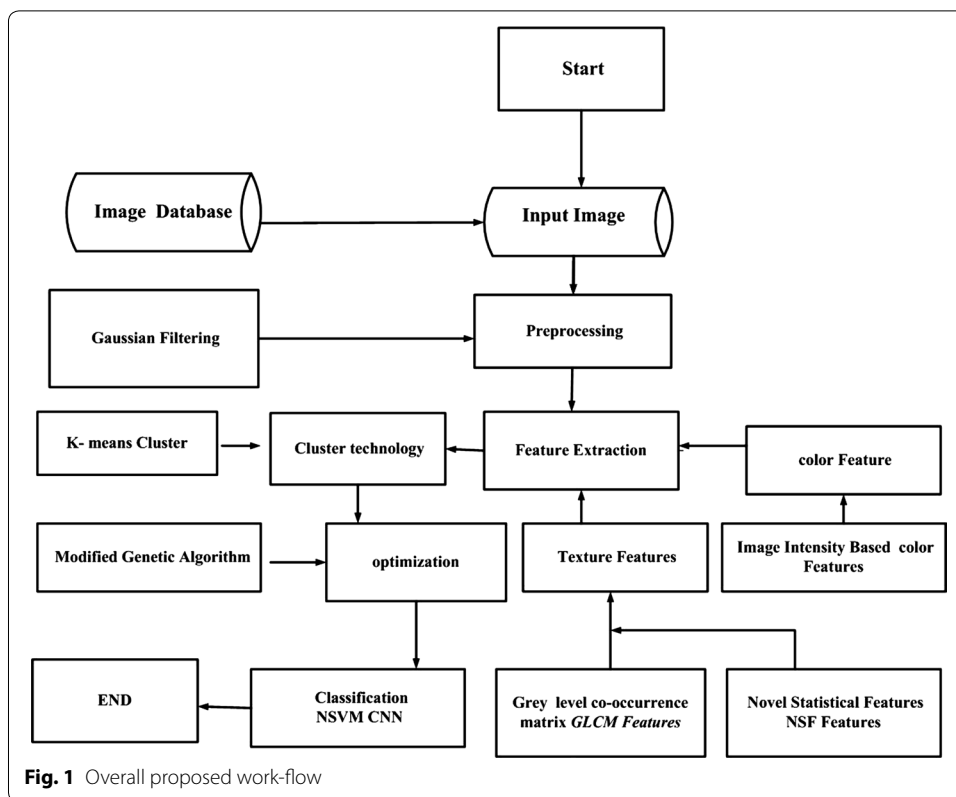 Start
Image Database
Input Image
Gaussian Filtering
Preprocessing
K- means Cluster
Cluster technology
Feature Extraction
color Feature
Modified Genetic Algorithm
optimization
Texture Features
Image Intensity Based color
Features
END
Classification
NSVM CNN
Grey level co-occurrence
matrix GLCM Features
Novel Statistical Features
NSF Features
Fig. 1 Overall proposed work-flow